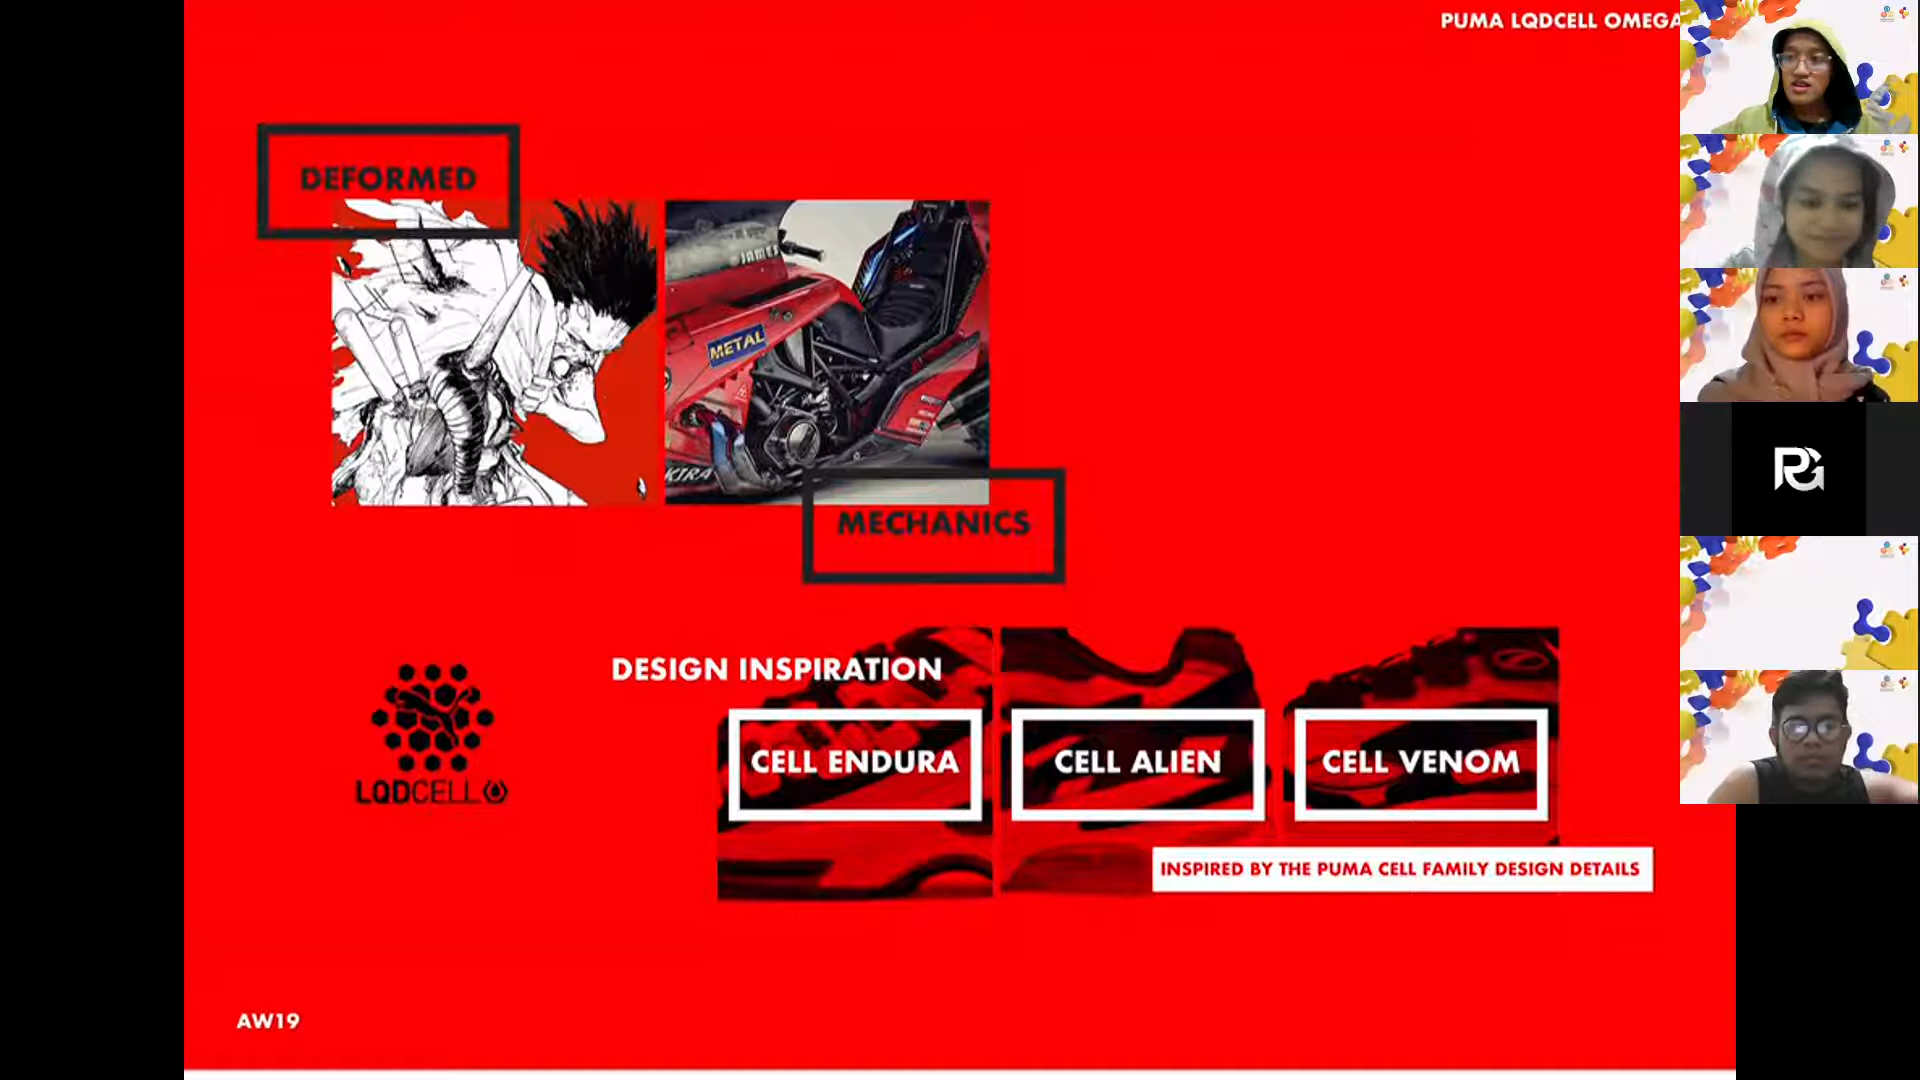 PUMA LQDCELL OMEGA
DEFORMED
JAMES
METAL
KIRA
MECHANICS
DESIGN INSPIRATION
CELL ENDURA
CELL ALIEN
CELL VENOM
LQDCELL
INSPIRED BY THE PUMA CELL FAMILY DESIGN DETAILS
AW19
RG